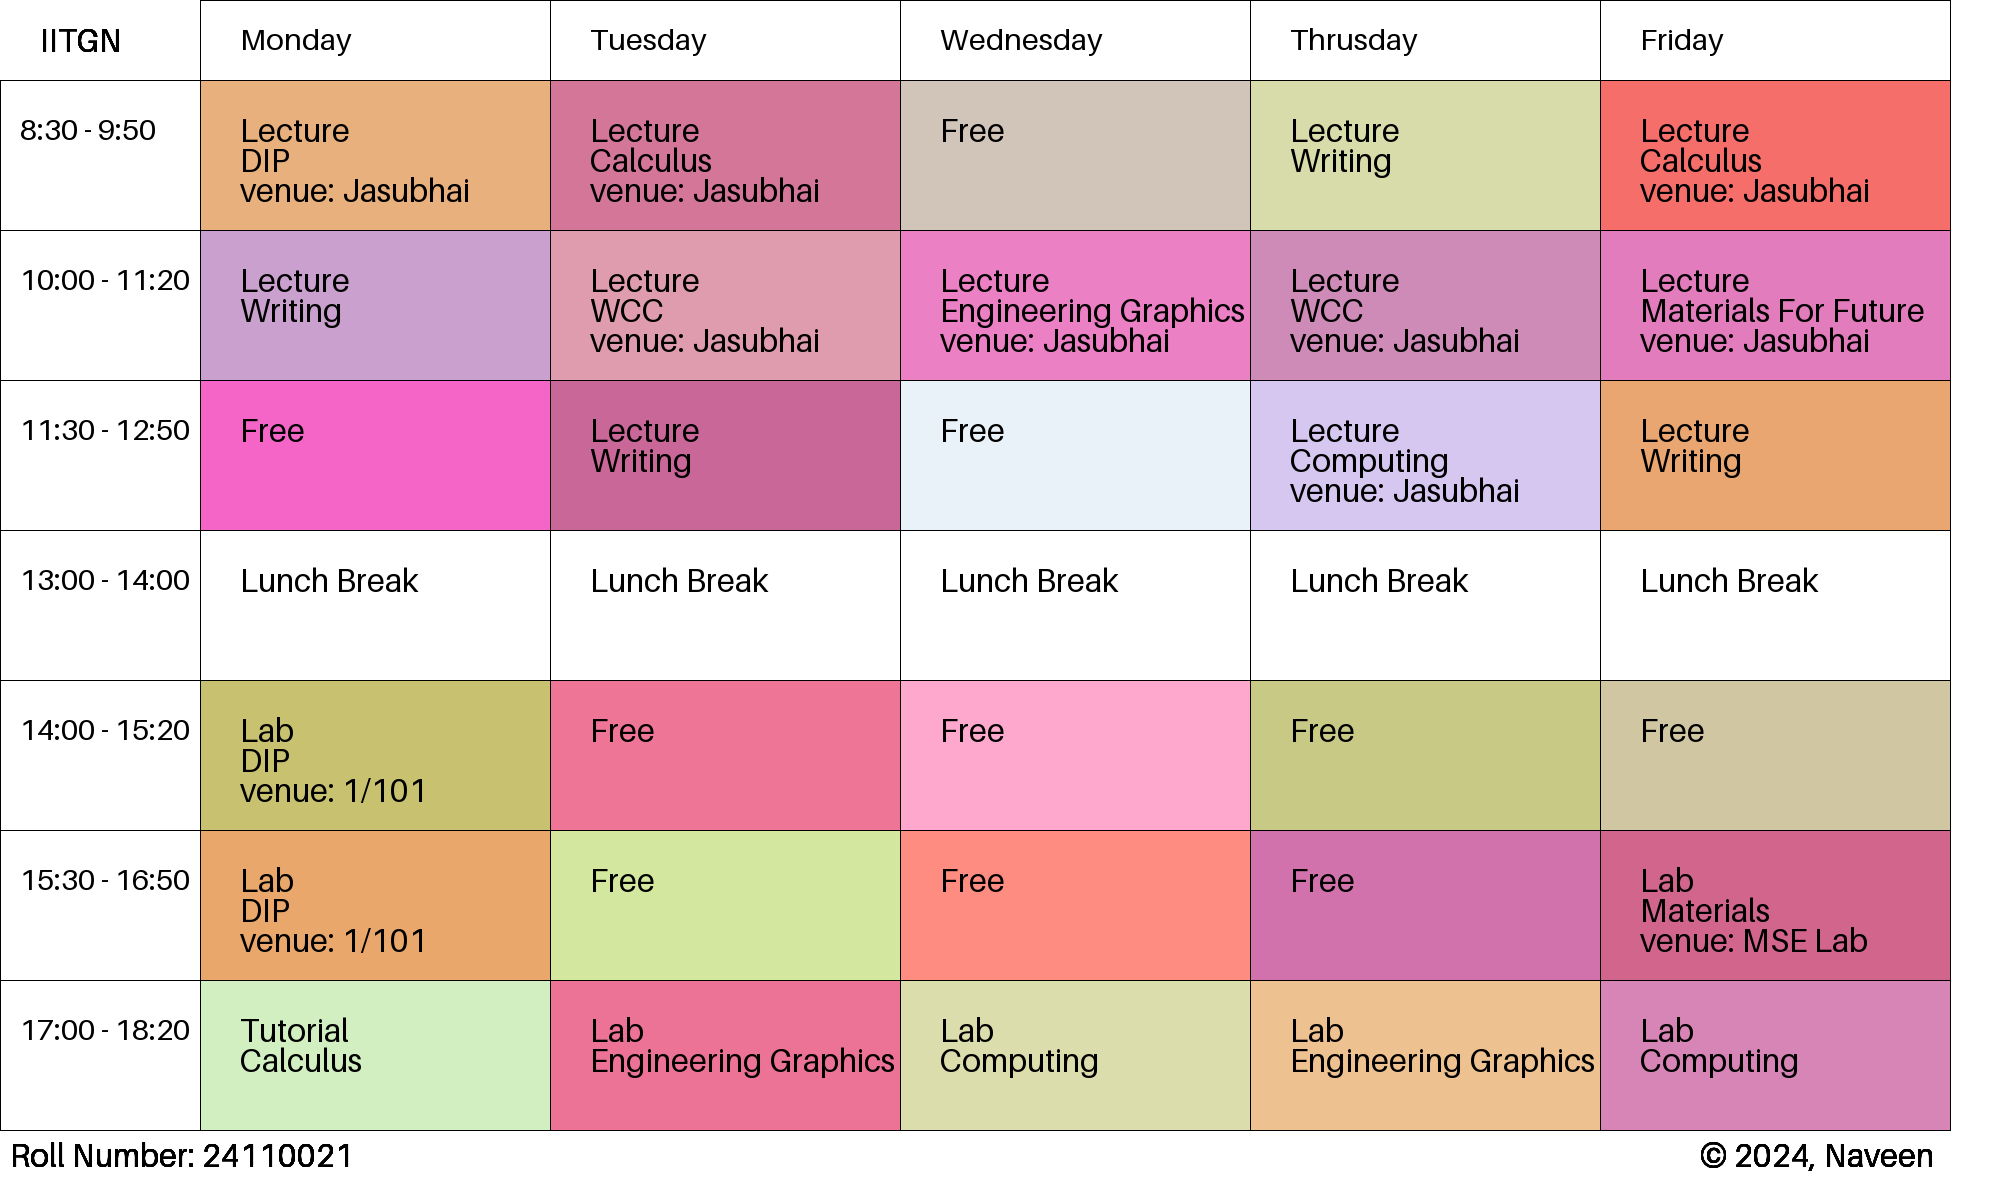 IITGN
Monday
Tuesday
Wednesday
Thrusday
Friday
8:30 - 9:50
Lecture
DIP
venue: Jasubhai
Lecture
Calculus
venue: Jasubhai
Free
Lecture
Writing
Lecture
Calculus
venue: Jasubhai
10:00 - 11:20
Lecture
Writing
Lecture
WCC
venue: Jasubhai
Lecture
Engineering Graphics
venue: Jasubhai
Lecture
WCC
venue: Jasubhai
Lecture
Materials For Future
venue: Jasubhai
11:30 - 12:50
Free
Lecture
Writing
Free
Lecture
Computing
venue: Jasubhai
Lecture
Writing
13:00 - 14:00
Lunch Break
Lunch Break
Lunch Break
Lunch Break
Lunch Break
14:00 - 15:20
Lab
DIP
venue: 1/101
Free
Free
Free
Free
15:30 - 16:50
Lab
DIP
venue: 1/101
Free
Free
Free
Lab
Materials
venue: MSE Lab
17:00 - 18:20
Tutorial
Calculus
Lab
Engineering Graphics
Lab
Computing
Lab
Engineering Graphics
Lab
Computing
Roll Number: 24110021
© 2024, Naveen